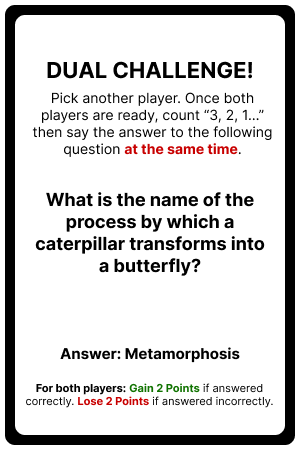 DUAL CHALLENGE!
Pick another player. Once both
players are ready, count “3, 2, 1...”
then say the answer to the following
question at the same time.
What is the name of the
process by which a
caterpillar transforms into
a butterfly?
Answer: Metamorphosis
For both players: Gain 2 Points if answered
correctly. Lose 2 Points if answered incorrectly.